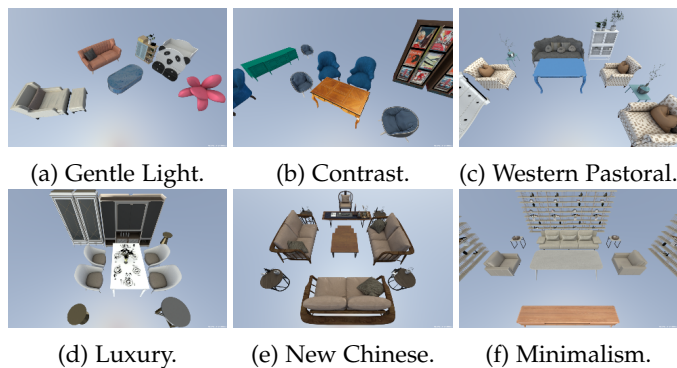 (a) Gentle Light.
(b) Contrast.
(c) Western Pastoral.
(d) Luxury.
(e) New Chinese.
(f) Minimalism.